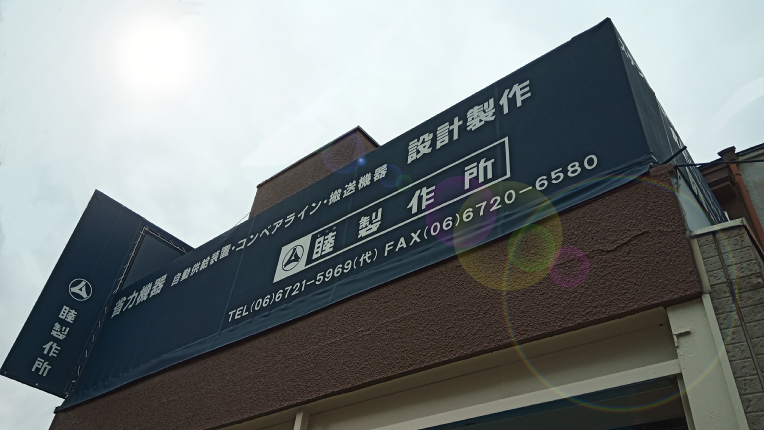 省力機器 自動供給装置・コンベアライン・搬送機器 設計製作
睦製作所
TEL(06)6721-5969(代) FAX(06)6720-6580
睦製作所